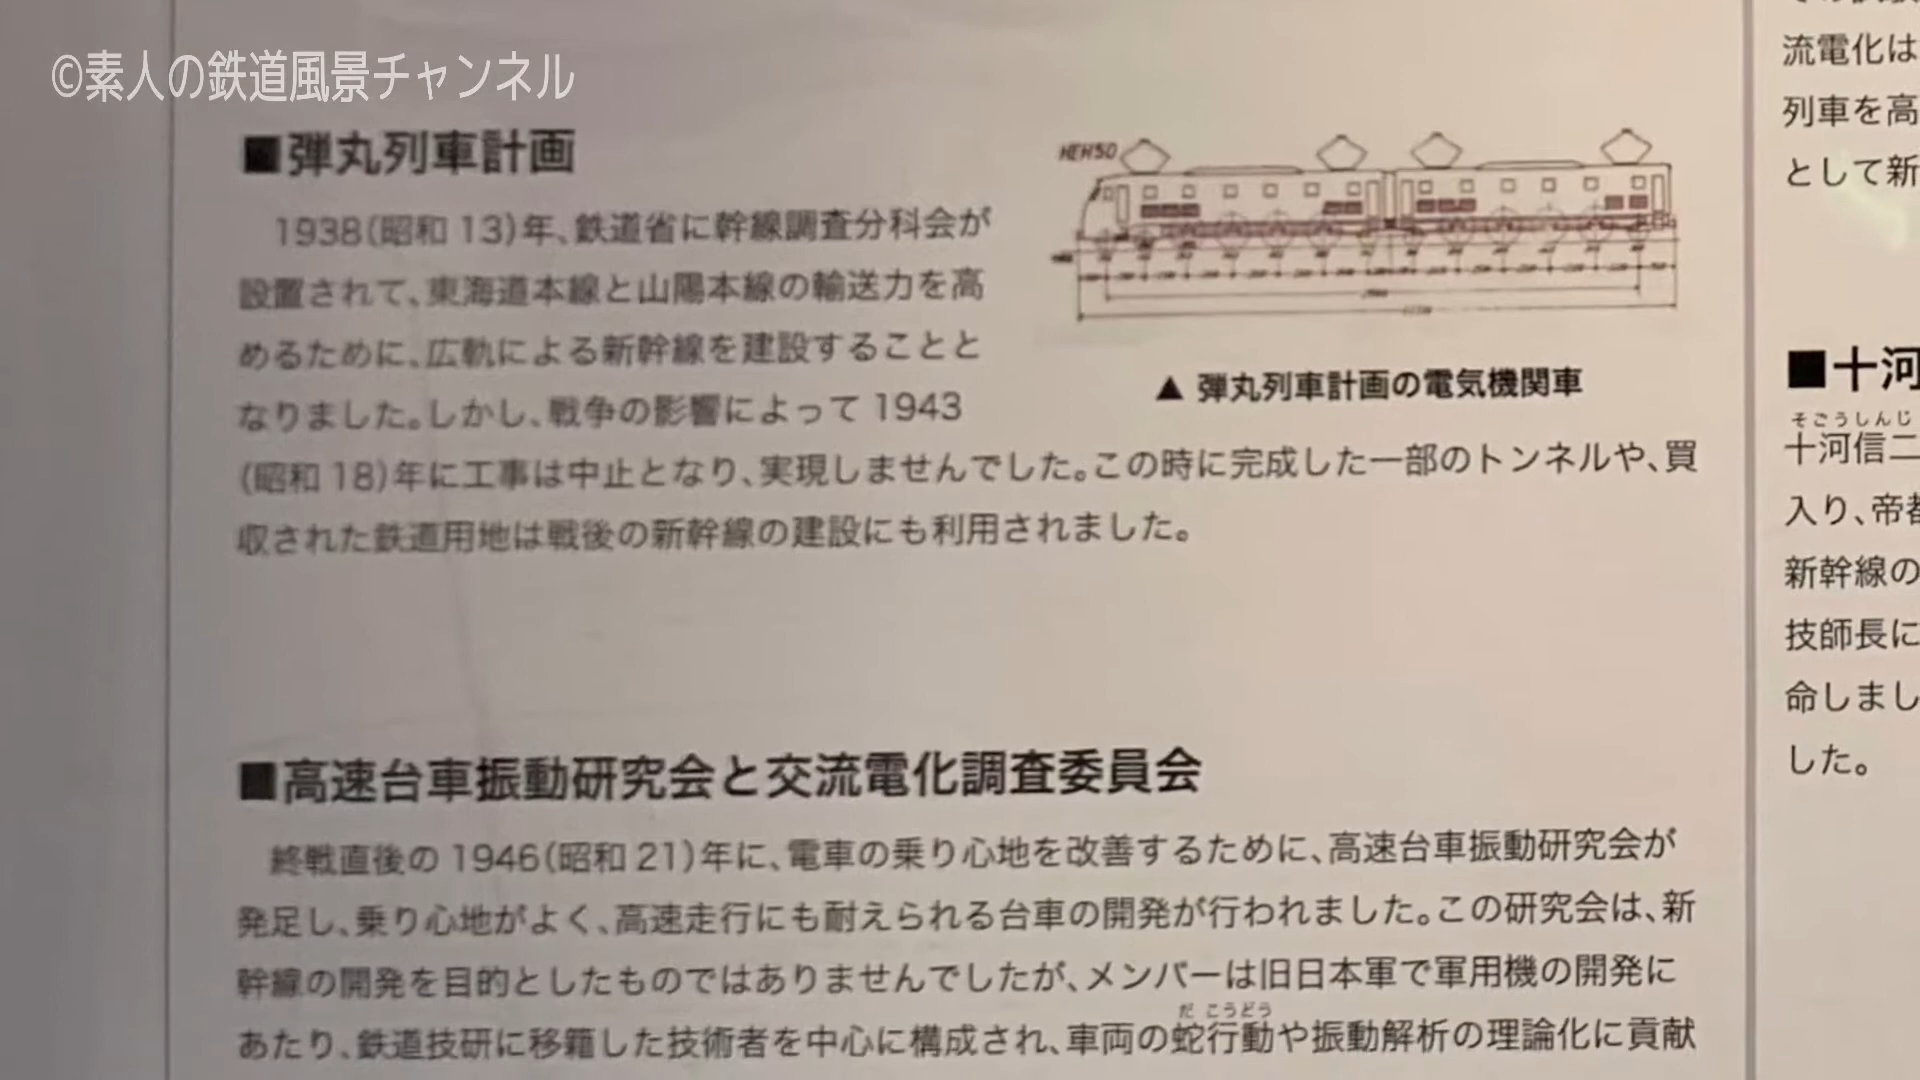 ©素人の鉄道風景チャンネル
■弾丸列車計画
1938(昭和13)年、鉄道省に幹線調査分科会が
設置されて、東海道本線と山陽本線の輸送力を高
めるために、広軌による新幹線を建設することと
なりました。しかし、戦争の影響によって1943
(昭和18)年に工事は中止となり、実現しませんでした。この時に完成した一部のトンネルや、買
収された鉄道用地は戦後の新幹線の建設にも利用されました。
HEH50
▲ 弾丸列車計画の電気機関車
■高速台車振動研究会と交流電化調査委員会
終戦直後の1946(昭和21)年に、電車の乗り心地を改善するために、高速台車振動研究会が
発足し、乗り心地がよく、高速走行にも耐えられる台車の開発が行われました。この研究会は、新
幹線の開発を目的としたものではありませんでしたが、メンバーは旧日本軍で軍用機の開発に
だ こうどう
あたり、鉄道技研に移籍した技術者を中心に構成され、車両の蛇行動や振動解析の理論化に貢献
流電化は
列車を高
として新
■十河
そごうしんじ
十河信二
入り、帝都
新幹線の
技師長に
命しまし
した。